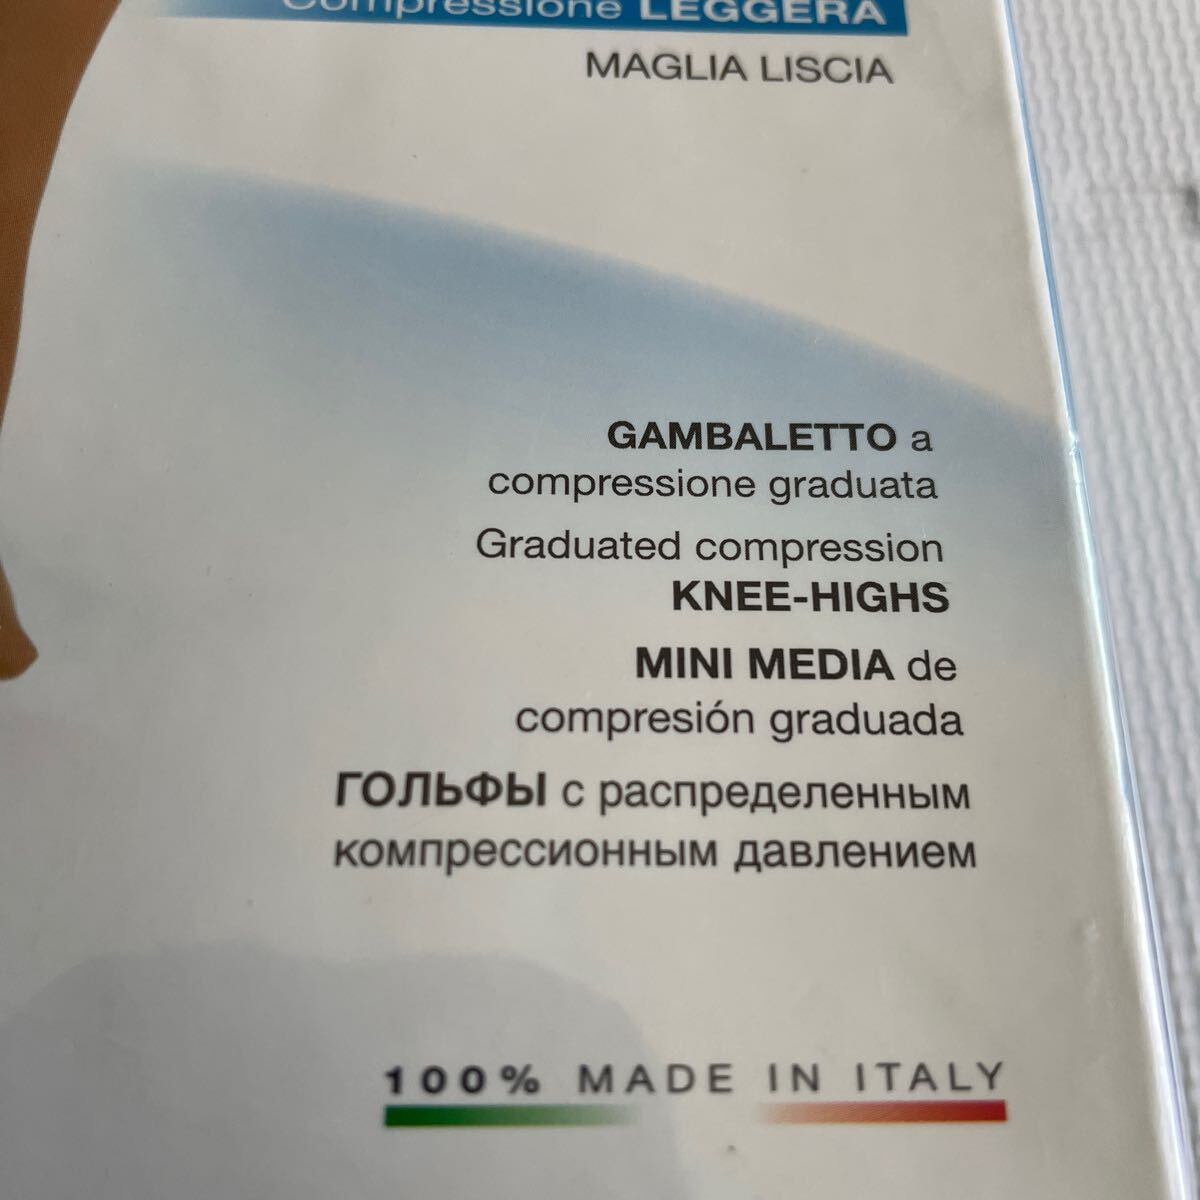 Compressione LEGGERA
MAGLIA LISCIA
GAMBALETTO a
compressione graduata
Graduated compression
KNEE-HIGHS
MINI MEDIA de
compresión graduada
ГОЛЬФЫ с распределенным
компрессионным давлением
100% MADE IN ITALY